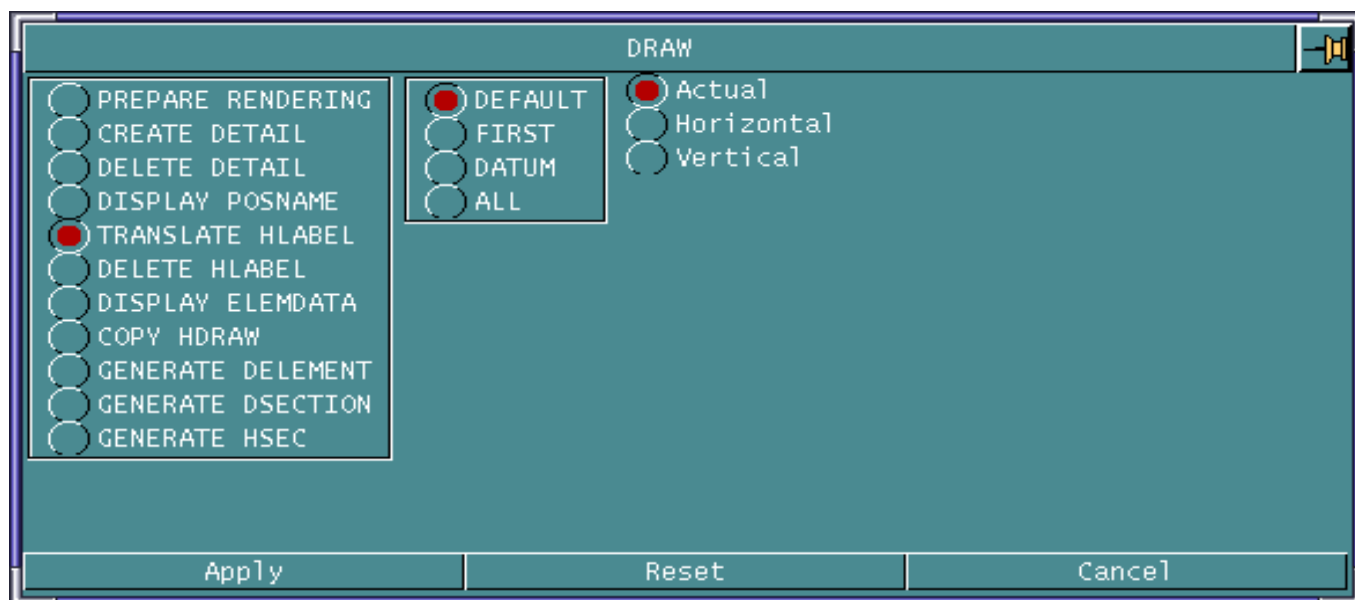 DRAW
PREPARE RENDERING
CREATE DETAIL
DELETE DETAIL
DISPLAY POSNAME
TRANSLATE HLABEL
DELETE HLABEL
DISPLAY ELEMDATA
COPY HDRAW
GENERATE DELEMENT
GENERATE DSECTION
GENERATE HSEC
DEFAULT
FIRST
DATUM
ALL
Actual
Horizontal
Vertical
Apply
Reset
Cancel